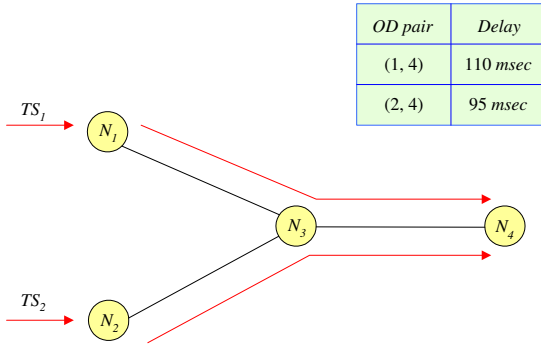 OD pair Delay
(1, 4) 110 msec
(2, 4) 95 msec
TS1
N1
N3
N4
TS2
N2